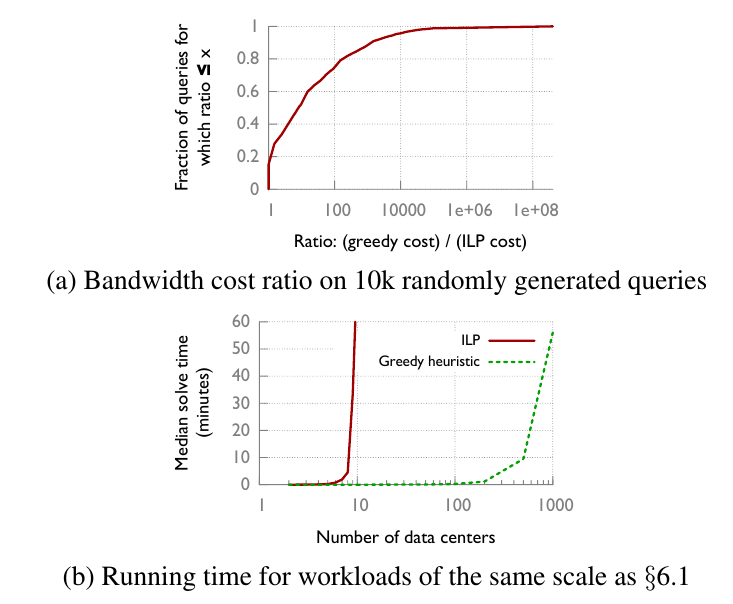 Fraction of queries for
which ratio ≤ x
1
0.8
0.6
0.4
0.2
0
1 100 10000 1e+06 1e+08
Ratio: (greedy cost) / (ILP cost)
(a) Bandwidth cost ratio on 10k randomly generated queries
Median solve time
(minutes)
60
50
40
30
20
10
0
ILP
Greedy heuristic
1 10 100 1000
Number of data centers
(b) Running time for workloads of the same scale as §6.1